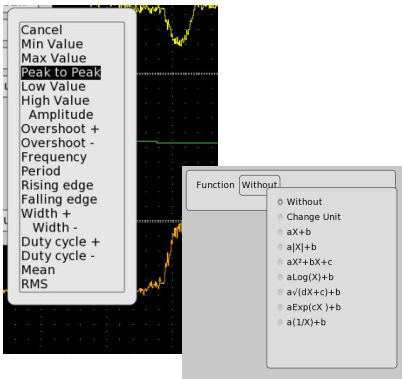 Cancel
Min Value
Max Value
Peak to Peak
Low Value
High Value
Amplitude
Overshoot +
Overshoot -
Frequency
Period
Rising edge
Falling edge
Width +
Width -
Duty cycle +
Duty cycle -
Mean
RMS
Function Without
Without
Change Unit
aX+b
a|X|+b
aX²+bX+c
aLog(X)+b
a√(dX+c)+b
aExp(cX )+b
a(1/X)+b